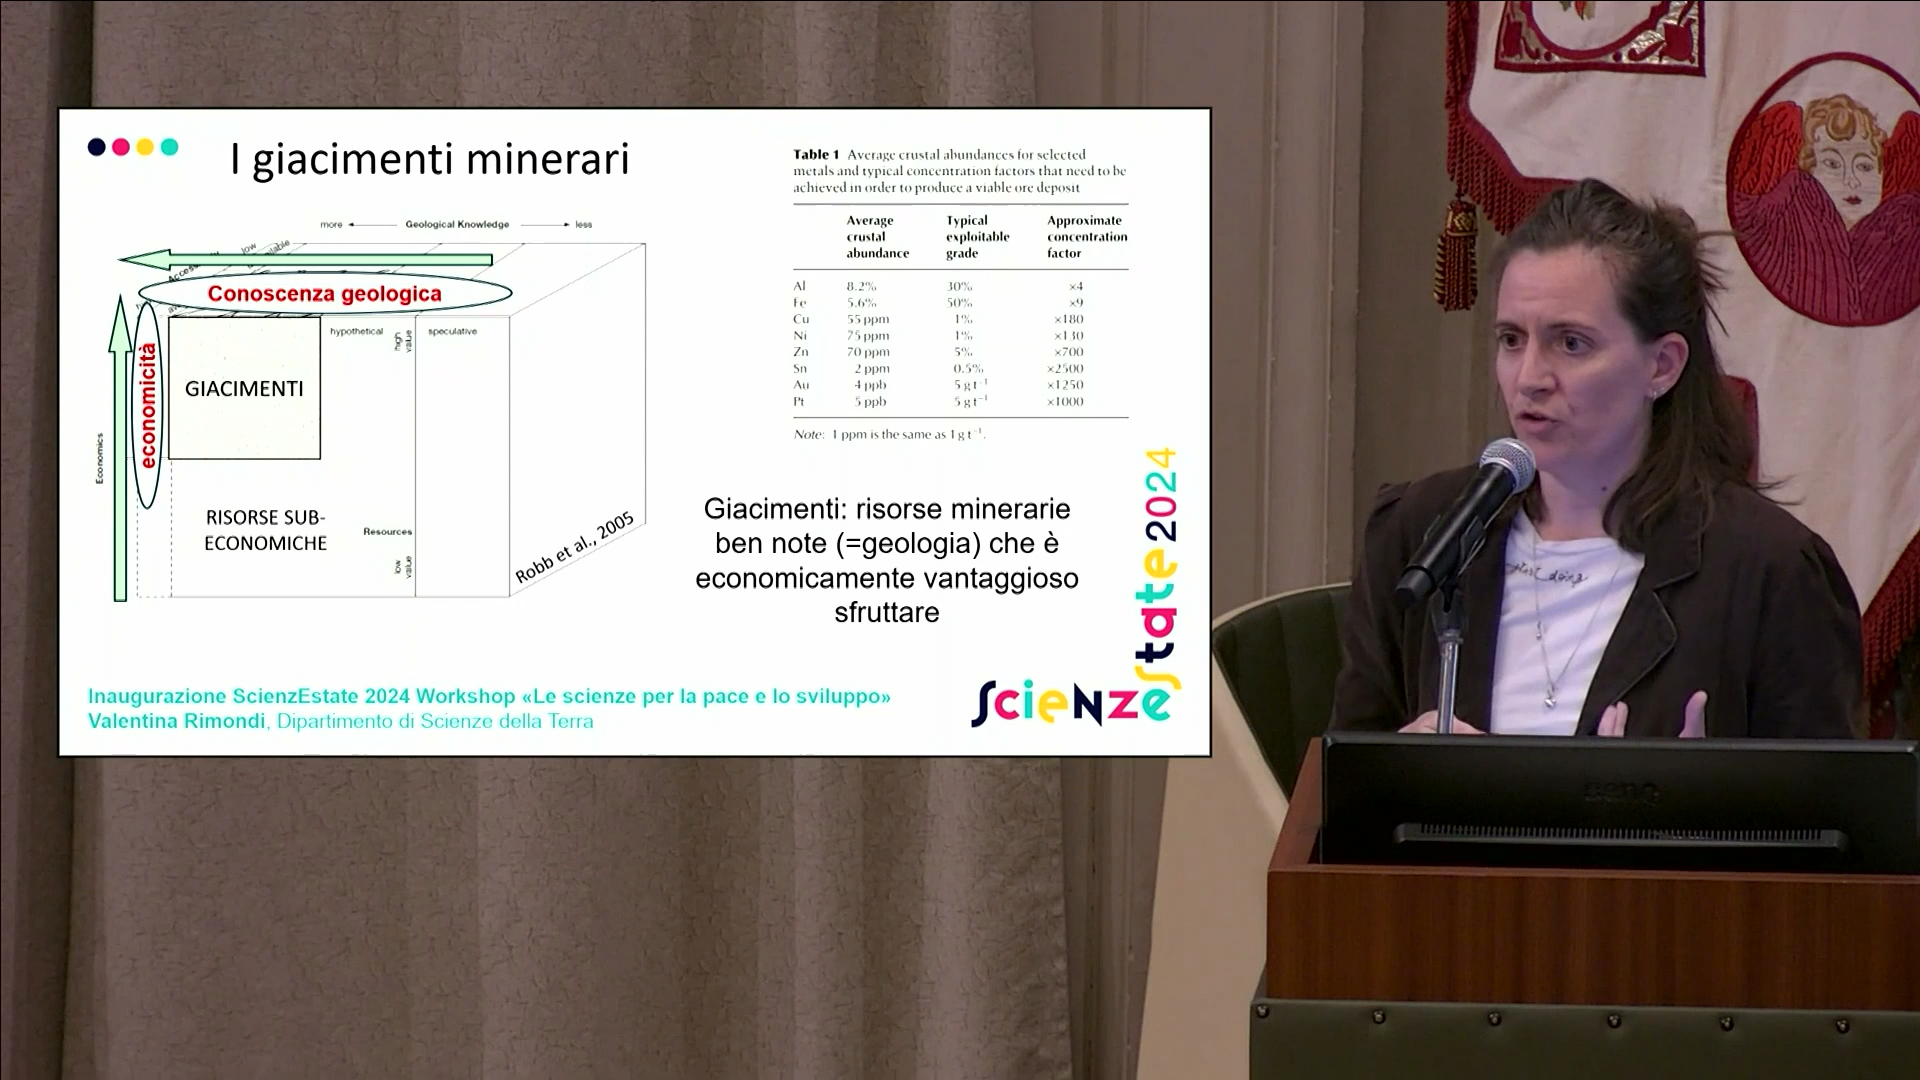 I giacimenti minerari
more Geological Knowledge less
low
Conoscenza geologica
hypothetical
high value
speculative
economicità
Economics
GIACIMENTI
RISORSE SUB-
ECONOMICHE
Resources
low value
Robb et al., 2005
Table 1 Average crustal abundances for selected
metals and typical concentration factors that need to be
achieved in order to produce a viable ore deposit
Average crustal abundance Typical exploitable grade Approximate concentration factor
Al 8.2% 30% ×4
Fe 5.6% 50% ×9
Cu 55 ppm 1% ×180
Ni 75 ppm 1% ×130
Zn 70 ppm 5% ×700
Sn 2 ppm 0.5% ×2500
Au 4 ppb 5 g t⁻¹ ×1250
Pt 5 ppb 5 g t⁻¹ ×1000
Note: 1 ppm is the same as 1 g t⁻¹.
Giacimenti: risorse minerarie
ben note (=geologia) che è
economicamente vantaggioso
sfruttare
Inaugurazione ScienzEstate 2024 Workshop «Le scienze per la pace e lo sviluppo»
Valentina Rimondi, Dipartimento di Scienze della Terra
ScieNze
state2024
BENQ